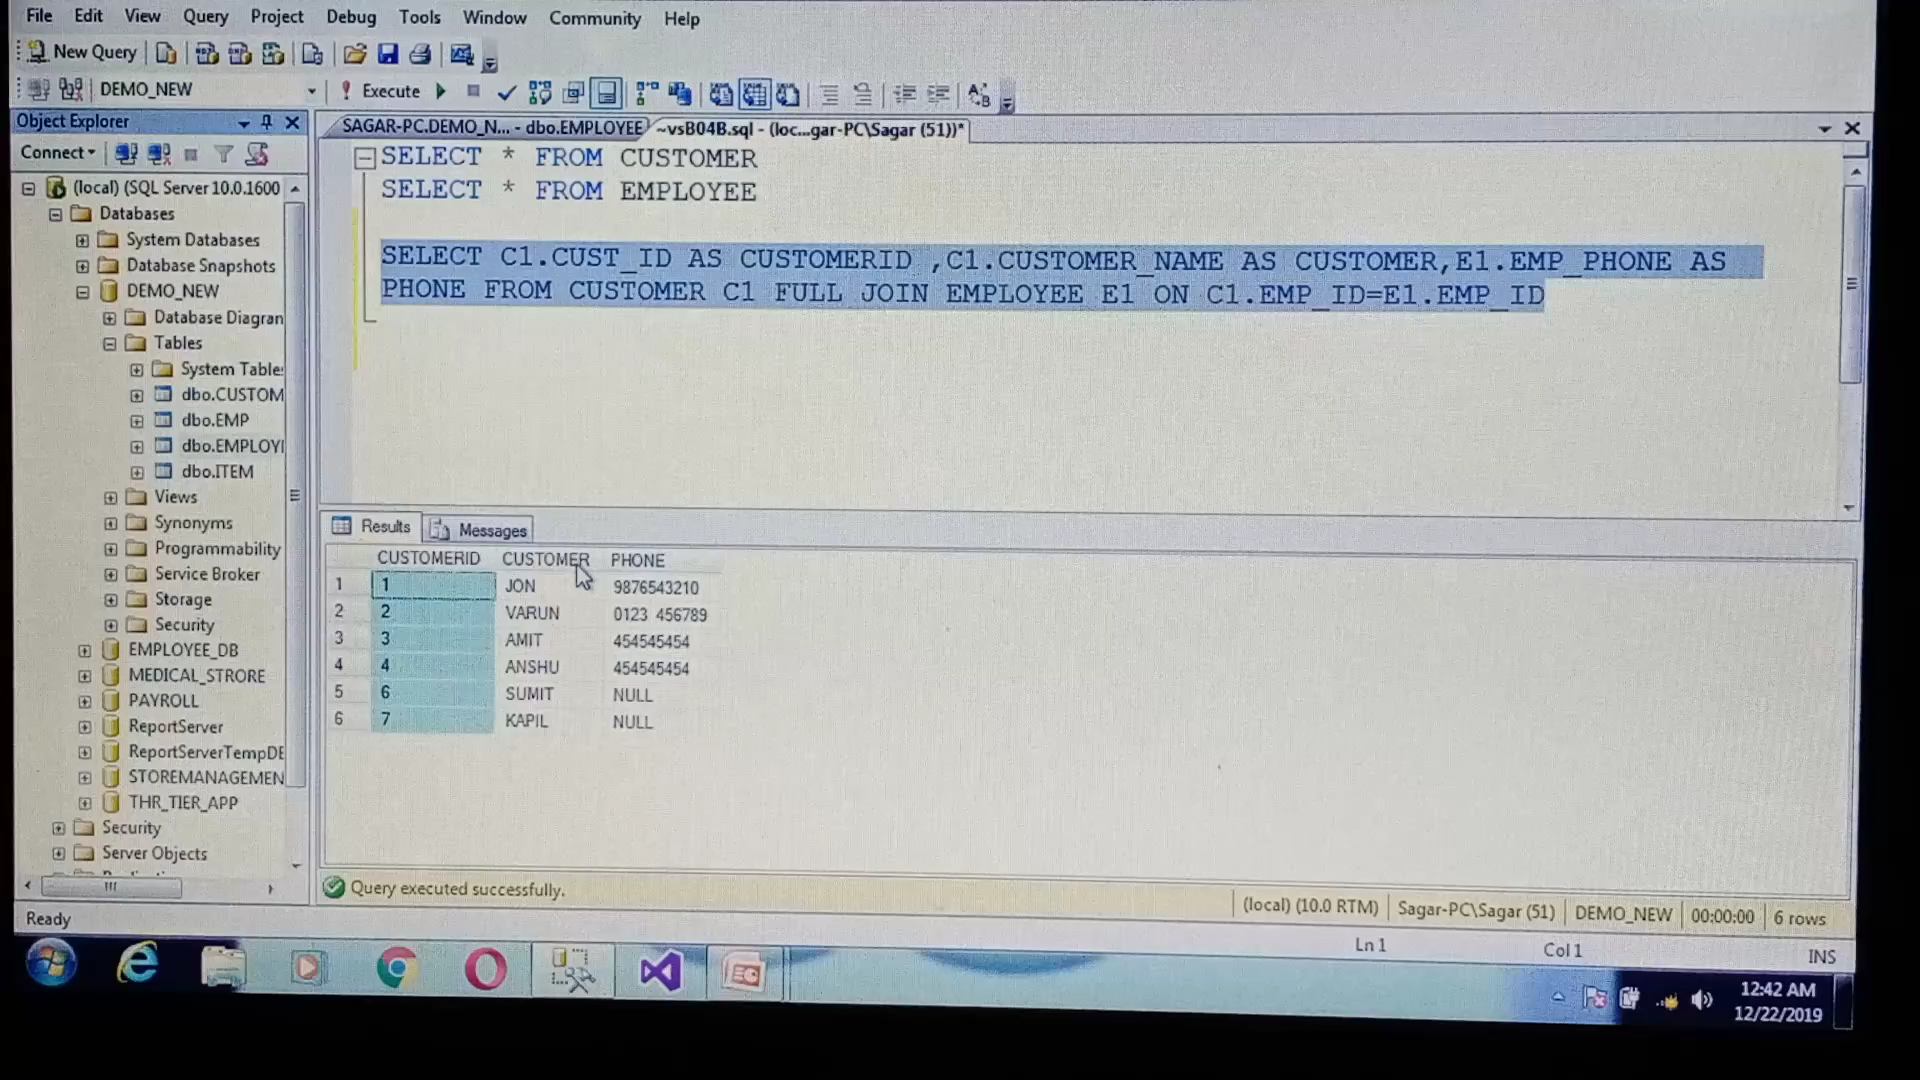 File Edit View Query Project Debug Tools Window Community Help
New Query
DEMO_NEW Execute
Object Explorer
Connect
(local) (SQL Server 10.0.1600
Databases
System Databases
Database Snapshots
DEMO_NEW
Database Diagran
Tables
System Table
dbo.CUSTOM
dbo.EMP
dbo.EMPLOYI
dbo.ITEM
Views
Synonyms
Programmability
Service Broker
Storage
Security
EMPLOYEE_DB
MEDICAL_STRORE
PAYROLL
ReportServer
ReportServerTempDE
STOREMANAGEMEN
THR_TIER_APP
Security
Server Objects
SAGAR-PC.DEMO_N... - dbo.EMPLOYEE ~vsB04B.sql - (loc...gar-PC\Sagar (51))*
SELECT * FROM CUSTOMER
SELECT * FROM EMPLOYEE
SELECT C1.CUST_ID AS CUSTOMERID ,C1.CUSTOMER_NAME AS CUSTOMER,E1.EMP_PHONE AS
PHONE FROM CUSTOMER C1 FULL JOIN EMPLOYEE E1 ON C1.EMP_ID=E1.EMP_ID
Results Messages
CUSTOMERID CUSTOMER PHONE
1 1 JON 9876543210
2 2 VARUN 0123 456789
3 3 AMIT 454545454
4 4 ANSHU 454545454
5 6 SUMIT NULL
6 7 KAPIL NULL
Query executed successfully. (local) (10.0 RTM) Sagar-PC\Sagar (51) DEMO_NEW 00:00:00 6 rows
Ready Ln 1 Col 1 INS
12:42 AM
12/22/2019